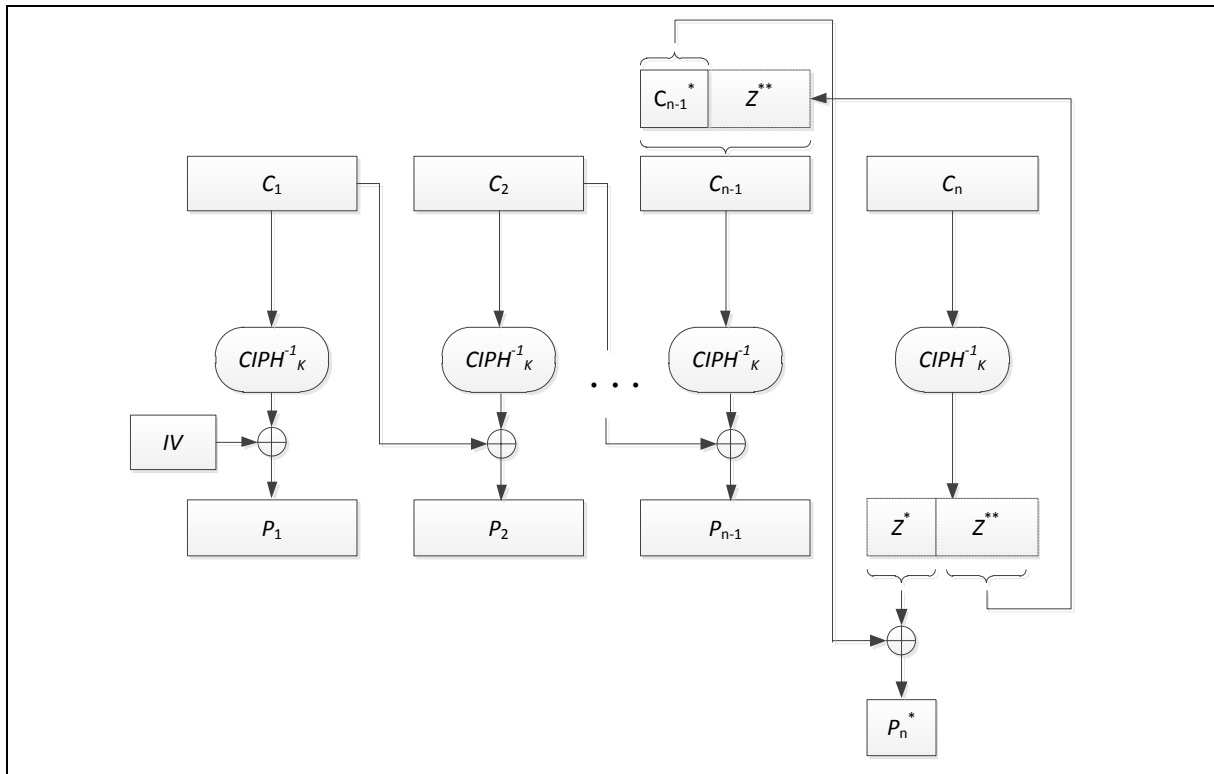 C_{n-1}^* Z^{**}
C_1 C_2 C_{n-1} C_n
CIPH^{-1}_K CIPH^{-1}_K CIPH^{-1}_K CIPH^{-1}_K
. . .
IV
P_1 P_2 P_{n-1} Z^* Z^{**}
P_n^*